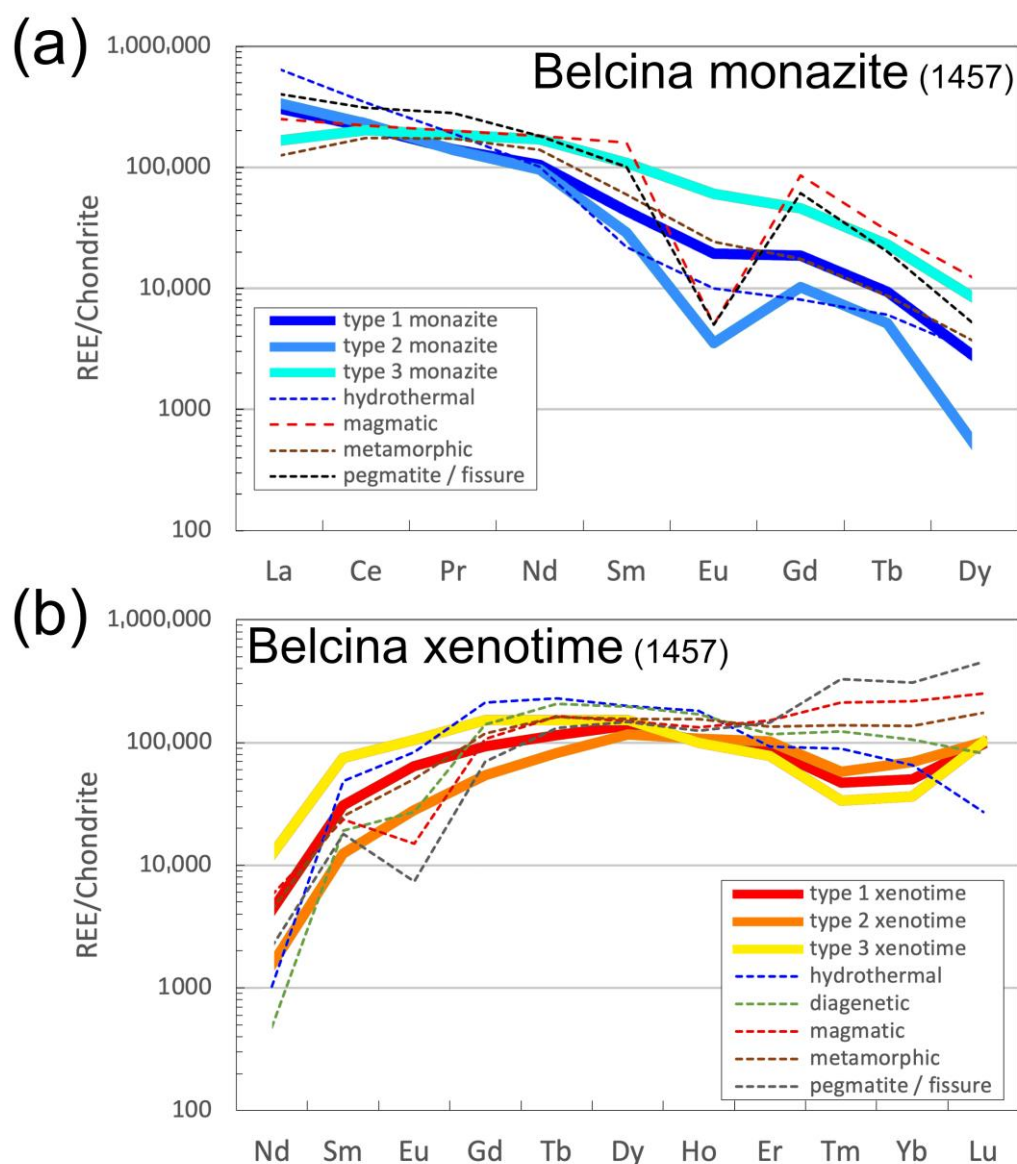 (a)
Belcina monazite (1457)
1,000,000
100,000
10,000
1000
100
REE/Chondrite
type 1 monazite
type 2 monazite
type 3 monazite
hydrothermal
magmatic
metamorphic
pegmatite / fissure
La Ce Pr Nd Sm Eu Gd Tb Dy
(b)
Belcina xenotime (1457)
1,000,000
100,000
10,000
1000
100
REE/Chondrite
type 1 xenotime
type 2 xenotime
type 3 xenotime
hydrothermal
diagenetic
magmatic
metamorphic
pegmatite / fissure
Nd Sm Eu Gd Tb Dy Ho Er Tm Yb Lu